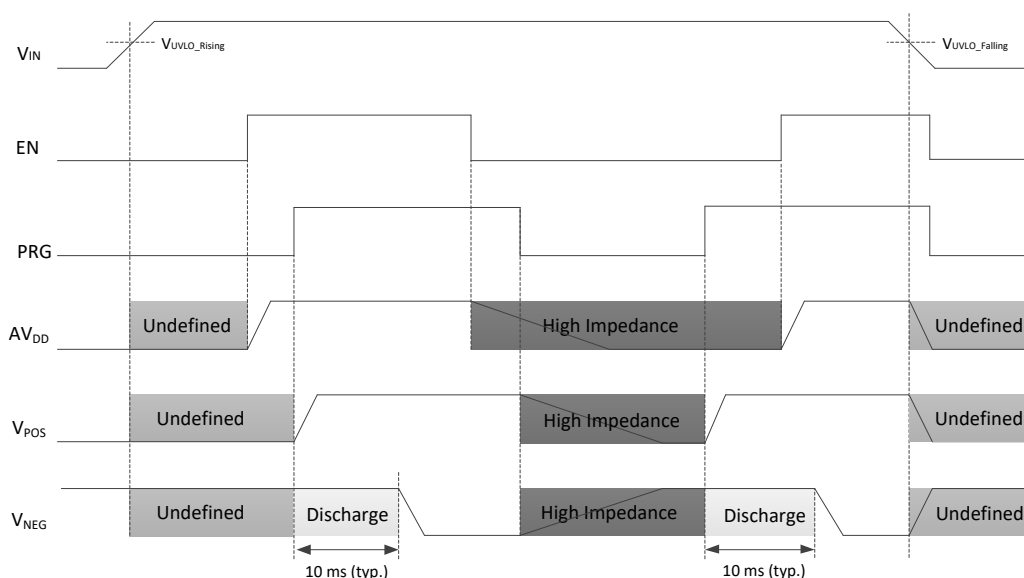 VIN
VUVLO_Rising
VUVLO_Falling
EN
PRG
AVDD
Undefined
High Impedance
Undefined
VPOS
Undefined
High Impedance
Undefined
VNEG
Undefined
Discharge
High Impedance
Discharge
Undefined
10 ms (typ.)
10 ms (typ.)